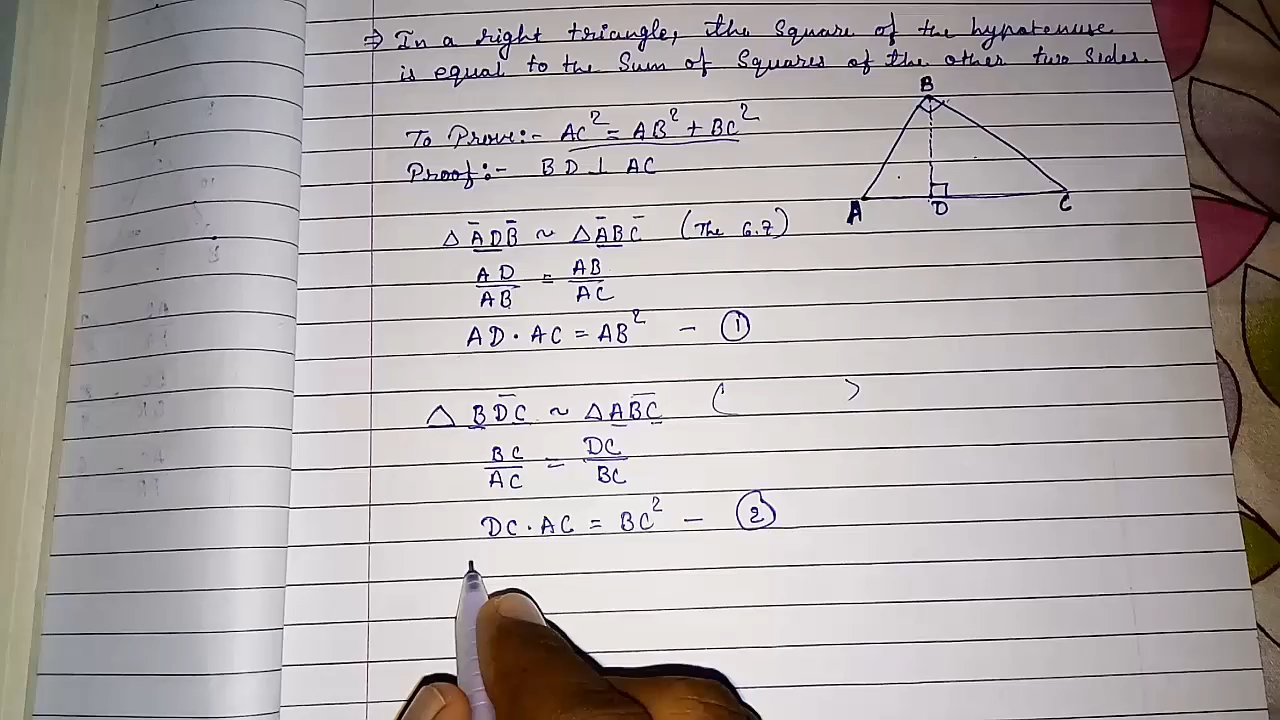 ⇒ In a right triangle, the square of the hypotenuse
is equal to the Sum of Squares of the other two sides.
To Prove:- AC² = AB² + BC²
Proof:- BD ⊥ AC
B
A D C
△ ADB ~ △ ABC (The 6.7)
AD/AB = AB/AC
AD · AC = AB² - ①
△ BDC ~ △ ABC ( )
BC/AC = DC/BC
DC · AC = BC² - ②